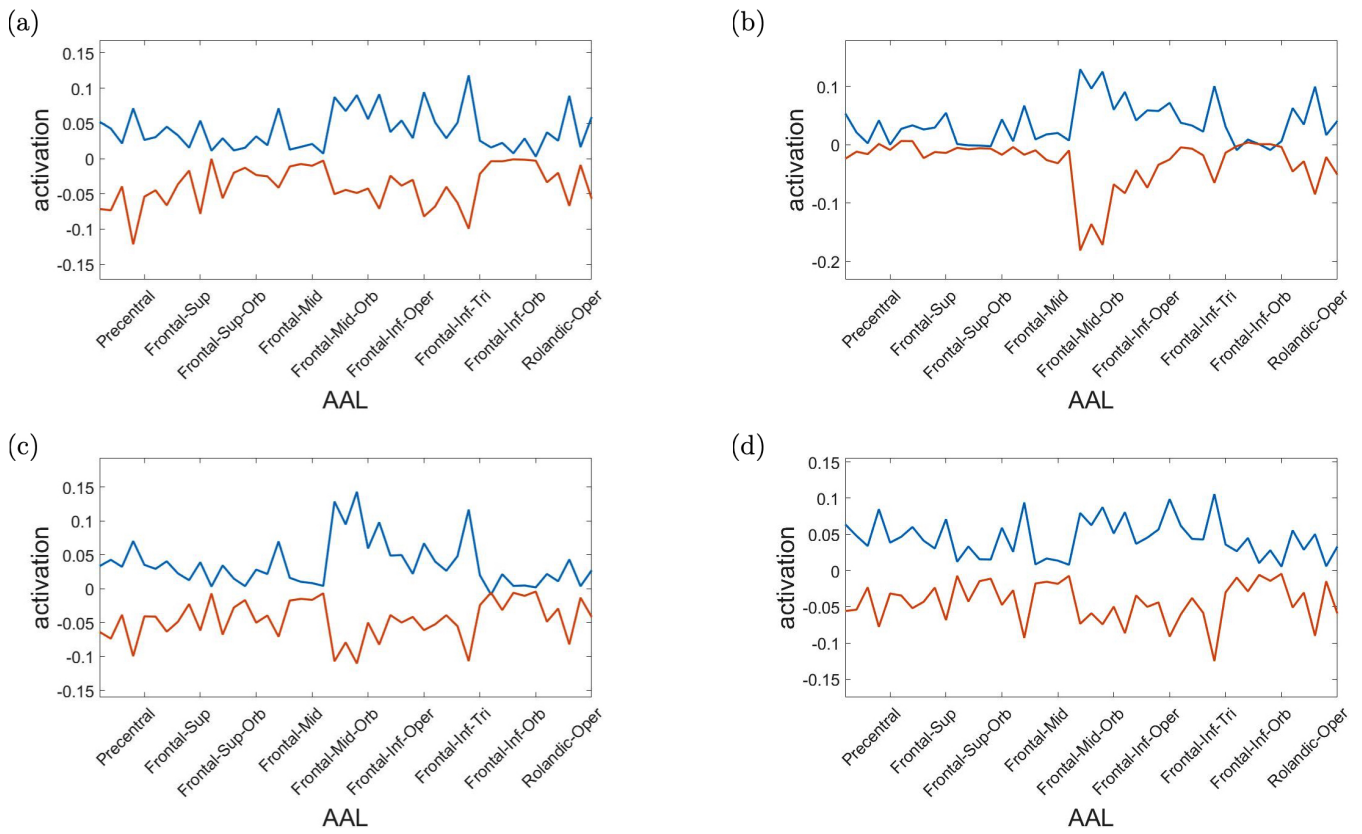 (a)
0.15
0.1
0.05
0
-0.05
-0.1
-0.15
activation
Precentral
Frontal-Sup
Frontal-Sup-Orb
Frontal-Mid
Frontal-Mid-Orb
Frontal-Inf-Oper
Frontal-Inf-Tri
Frontal-Inf-Orb
Rolandic-Oper
AAL
(b)
0.1
0
-0.1
-0.2
activation
Precentral
Frontal-Sup
Frontal-Sup-Orb
Frontal-Mid
Frontal-Mid-Orb
Frontal-Inf-Oper
Frontal-Inf-Tri
Frontal-Inf-Orb
Rolandic-Oper
AAL
(c)
0.15
0.1
0.05
0
-0.05
-0.1
-0.15
activation
Precentral
Frontal-Sup
Frontal-Sup-Orb
Frontal-Mid
Frontal-Mid-Orb
Frontal-Inf-Oper
Frontal-Inf-Tri
Frontal-Inf-Orb
Rolandic-Oper
AAL
(d)
0.15
0.1
0.05
0
-0.05
-0.1
-0.15
activation
Precentral
Frontal-Sup
Frontal-Sup-Orb
Frontal-Mid
Frontal-Mid-Orb
Frontal-Inf-Oper
Frontal-Inf-Tri
Frontal-Inf-Orb
Rolandic-Oper
AAL